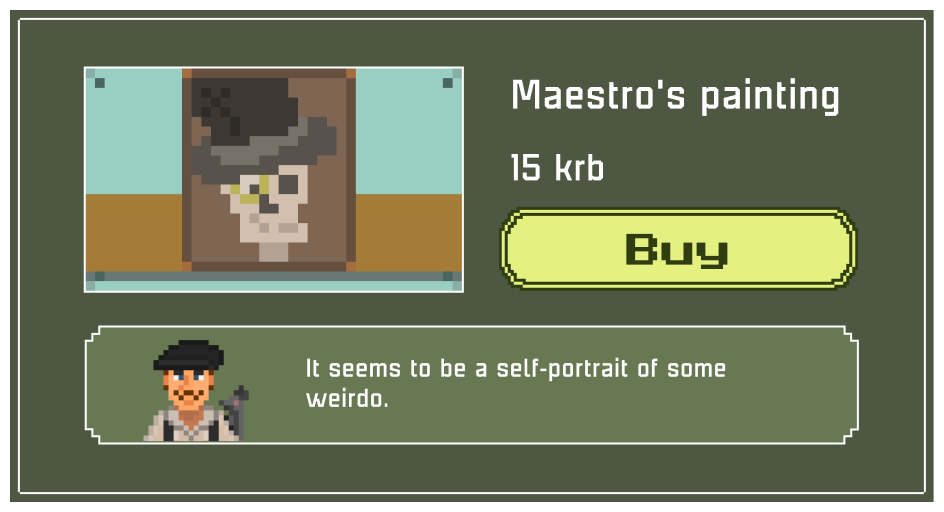 Maestro's painting
15 krb
Buy
It seems to be a self-portrait of some
weirdo.